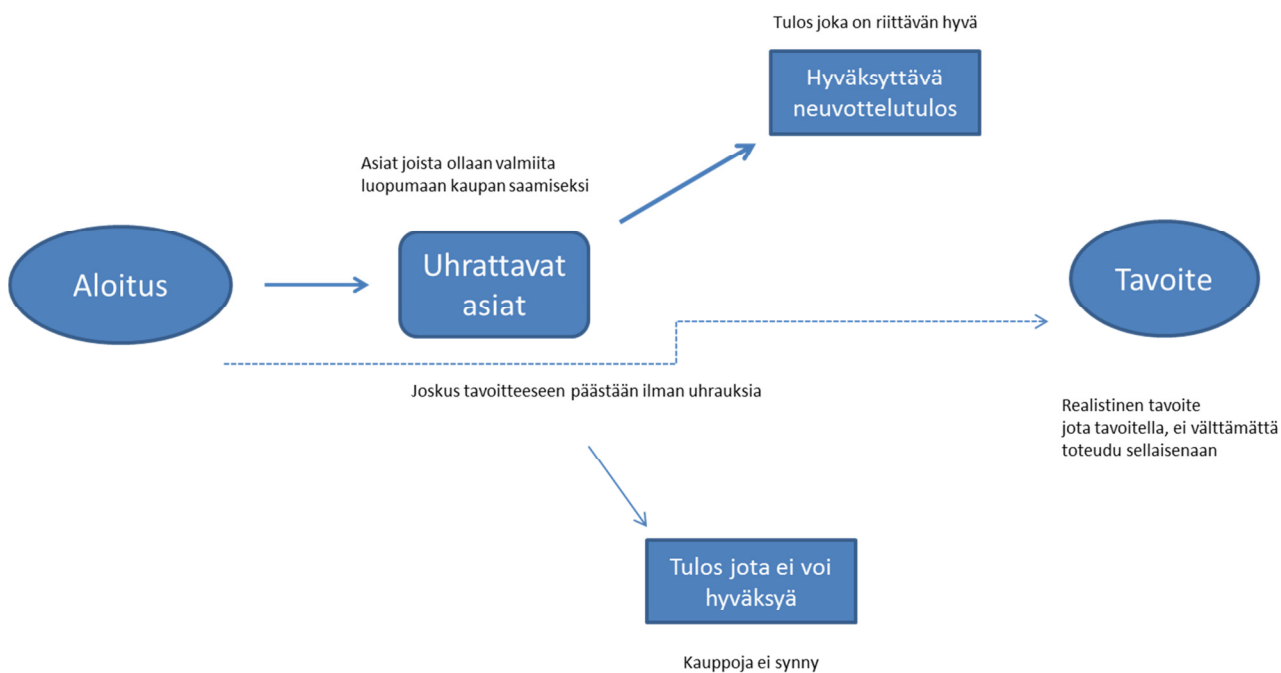 Tulos joka on riittävän hyvä
Hyväksyttävä
neuvottelutulos
Asiat joista ollaan valmiita
luopumaan kaupan saamiseksi
Aloitus
Uhrattavat
asiat
Tavoite
Joskus tavoitteeseen päästään ilman uhrauksia
Realistinen tavoite
jota tavoitella, ei välttämättä
toteudu sellaisenaan
Tulos jota ei voi
hyväksyä
Kauppoja ei synny